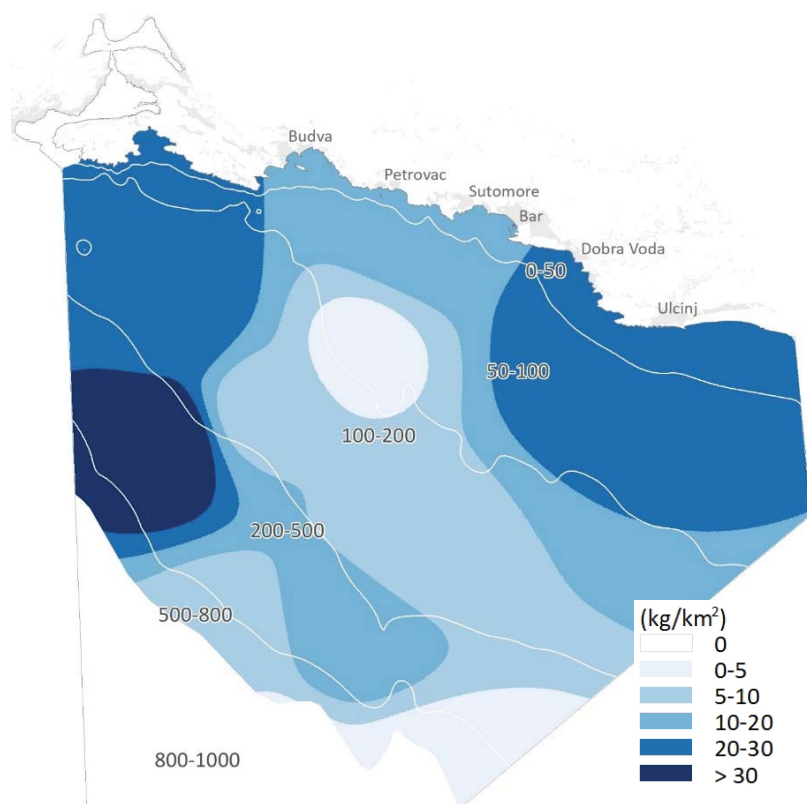 Budva
Petrovac
Sutomore
Bar
Dobra Voda
0-50
Ulcinj
50-100
100-200
200-500
500-800
800-1000
(kg/km²)
0
0-5
5-10
10-20
20-30
> 30